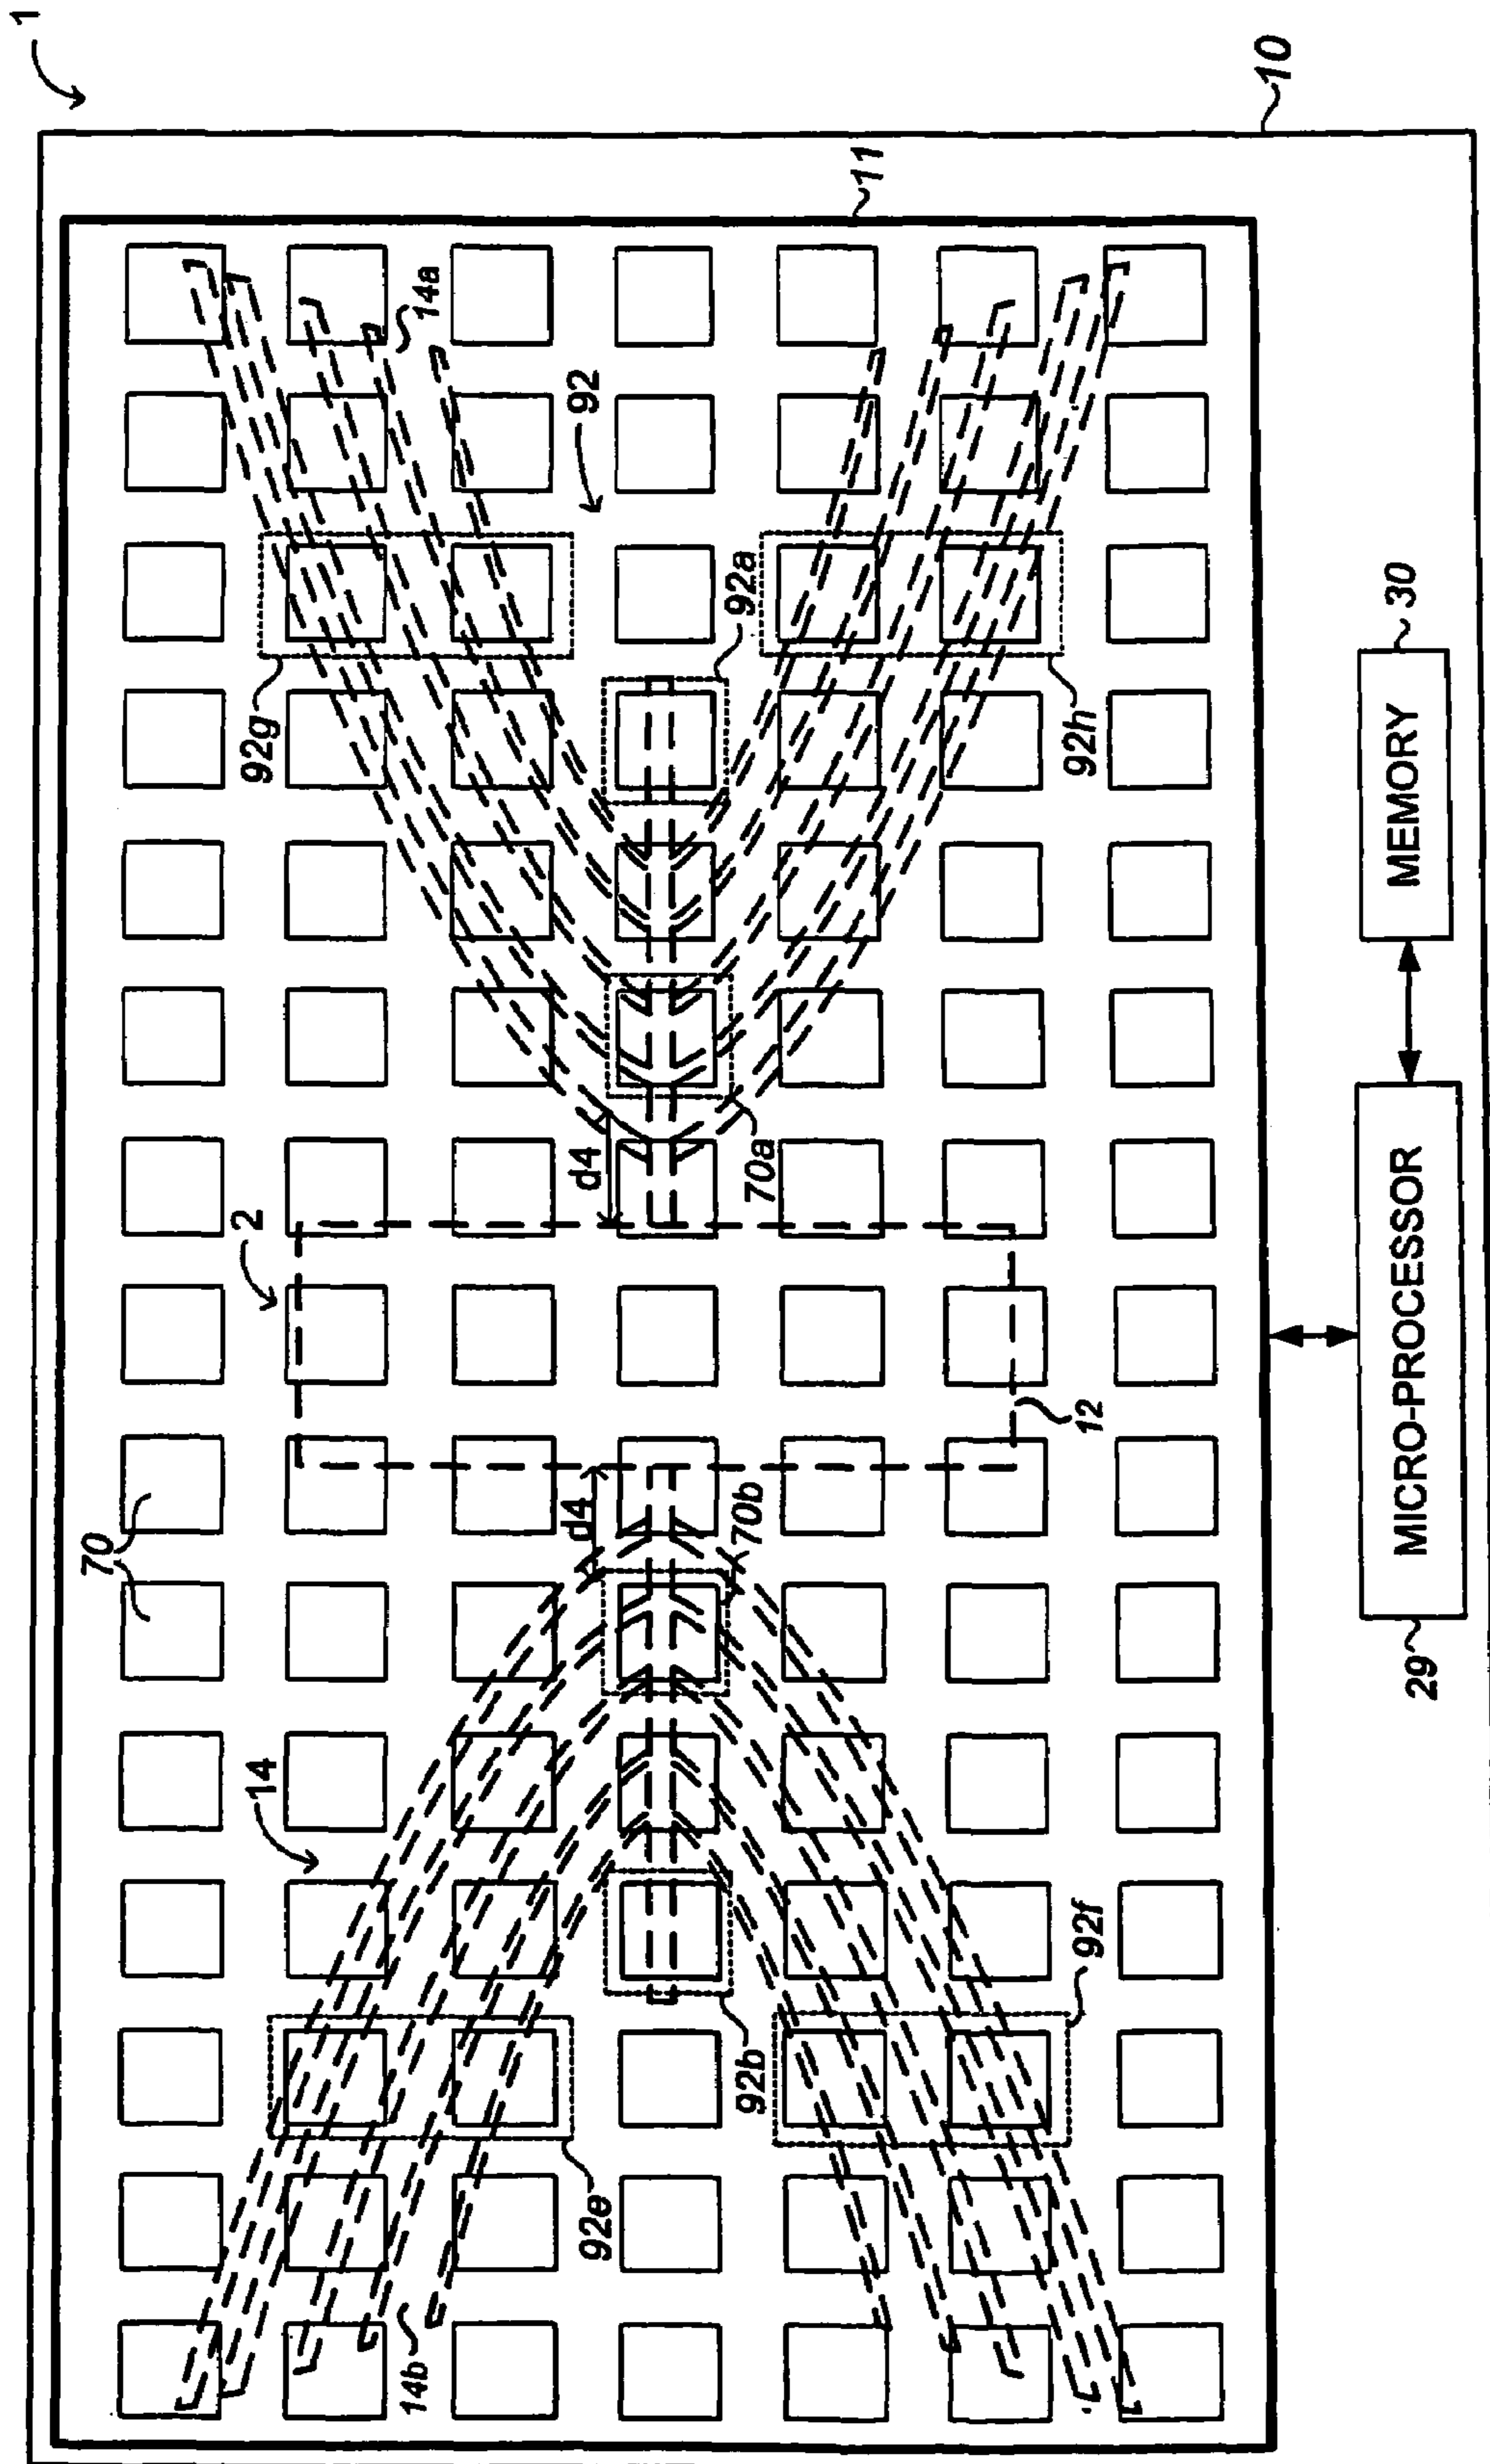 1
10
11
14a
92
92a
92g
92h
30
MEMORY
d4
70a
2
12
MICRO-PROCESSOR
70
d4
70b
29
14
92f
92b
92e
14b